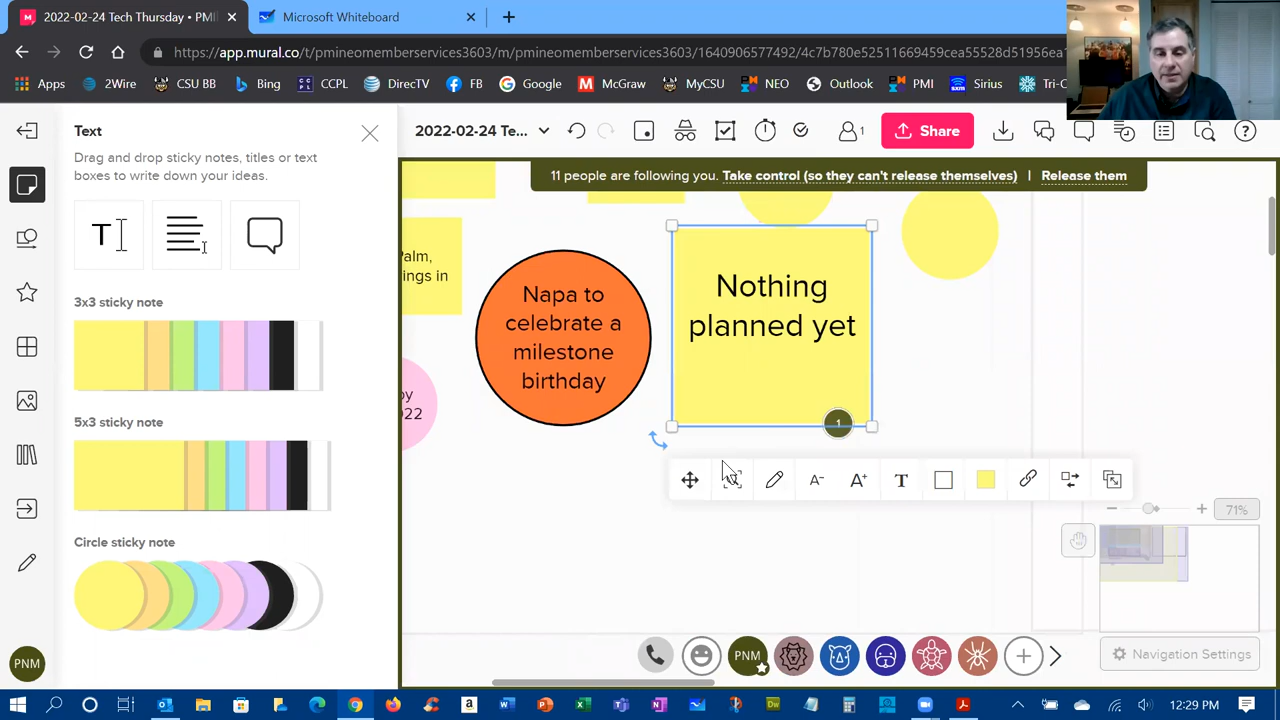 2022-02-24 Tech Thursday • PMI
Microsoft Whiteboard
https://app.mural.co/t/pmineomemberservices3603/m/pmineomemberservices3603/1640906577492/4c7b780e52511669459cea55528d51956ea1
Apps
2Wire
CSU BB
Bing
CCPL
DirecTV
FB
Google
McGraw
MyCSU
NEO
Outlook
PMI
Sirius
Tri-C
Text
2022-02-24 Te...
1
Share
Drag and drop sticky notes, titles or text
boxes to write down your ideas.
11 people are following you. Take control (so they can't release themselves) | Release them
T
3x3 sticky note
5x3 sticky note
Circle sticky note
Palm,
ings in
Napa to
celebrate a
milestone
birthday
Nothing
planned yet
by
022
1
A−
A+
T
71%
PNM
PNM
Navigation Settings
12:29 PM